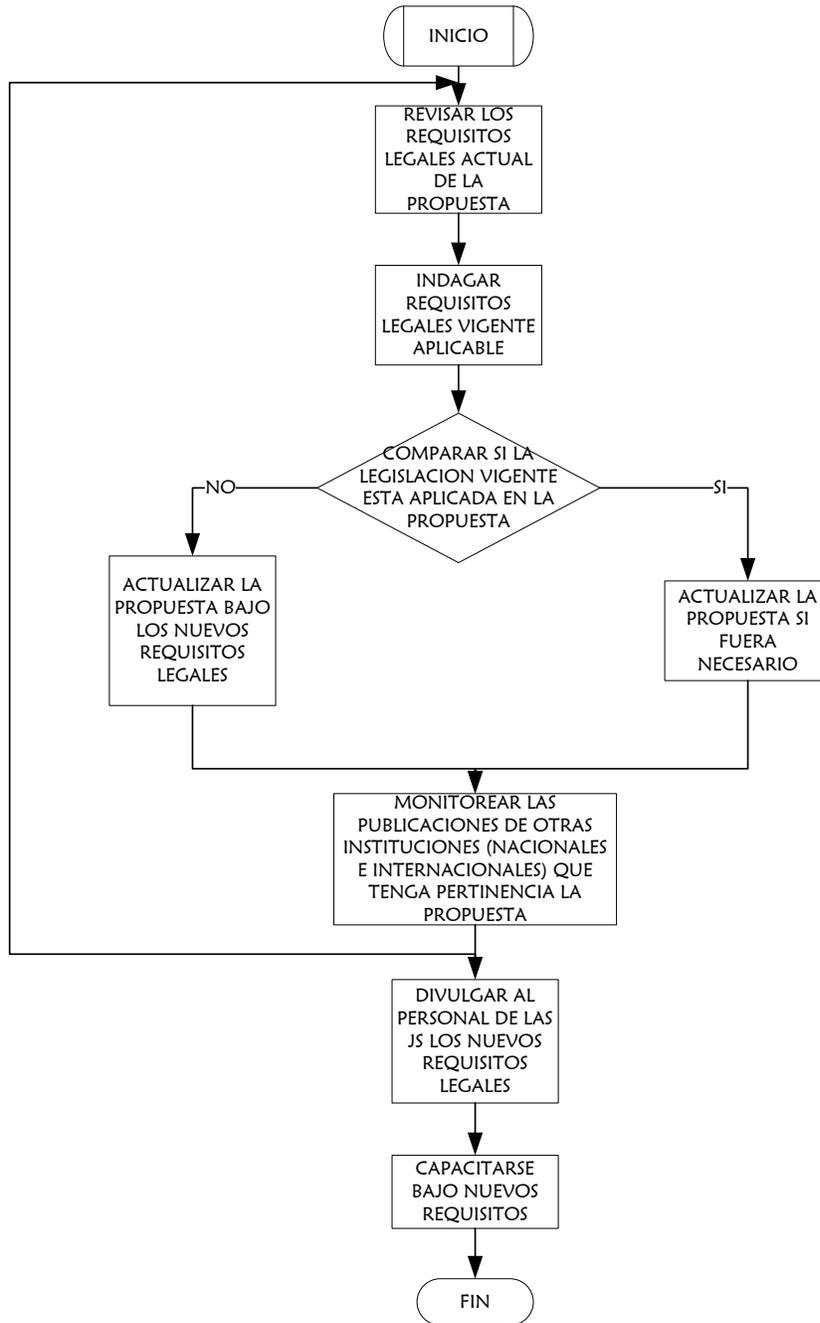 INICIO
REVISAR LOS
REQUISITOS
LEGALES ACTUAL
DE LA
PROPUESTA
INDAGAR
REQUISITOS
LEGALES VIGENTE
APLICABLE
COMPARAR SI LA
LEGISLACION VIGENTE
ESTA APLICADA EN LA
PROPUESTA
NO
SI
ACTUALIZAR LA
PROPUESTA BAJO
LOS NUEVOS
REQUISITOS
LEGALES
ACTUALIZAR LA
PROPUESTA SI
FUERA
NECESARIO
MONITOREAR LAS
PUBLICACIONES DE OTRAS
INSTITUCIONES (NACIONALES
E INTERNACIONALES) QUE
TENGA PERTINENCIA LA
PROPUESTA
DIVULGAR AL
PERSONAL DE LAS
JS LOS NUEVOS
REQUISITOS
LEGALES
CAPACITARSE
BAJO NUEVOS
REQUISITOS
FIN